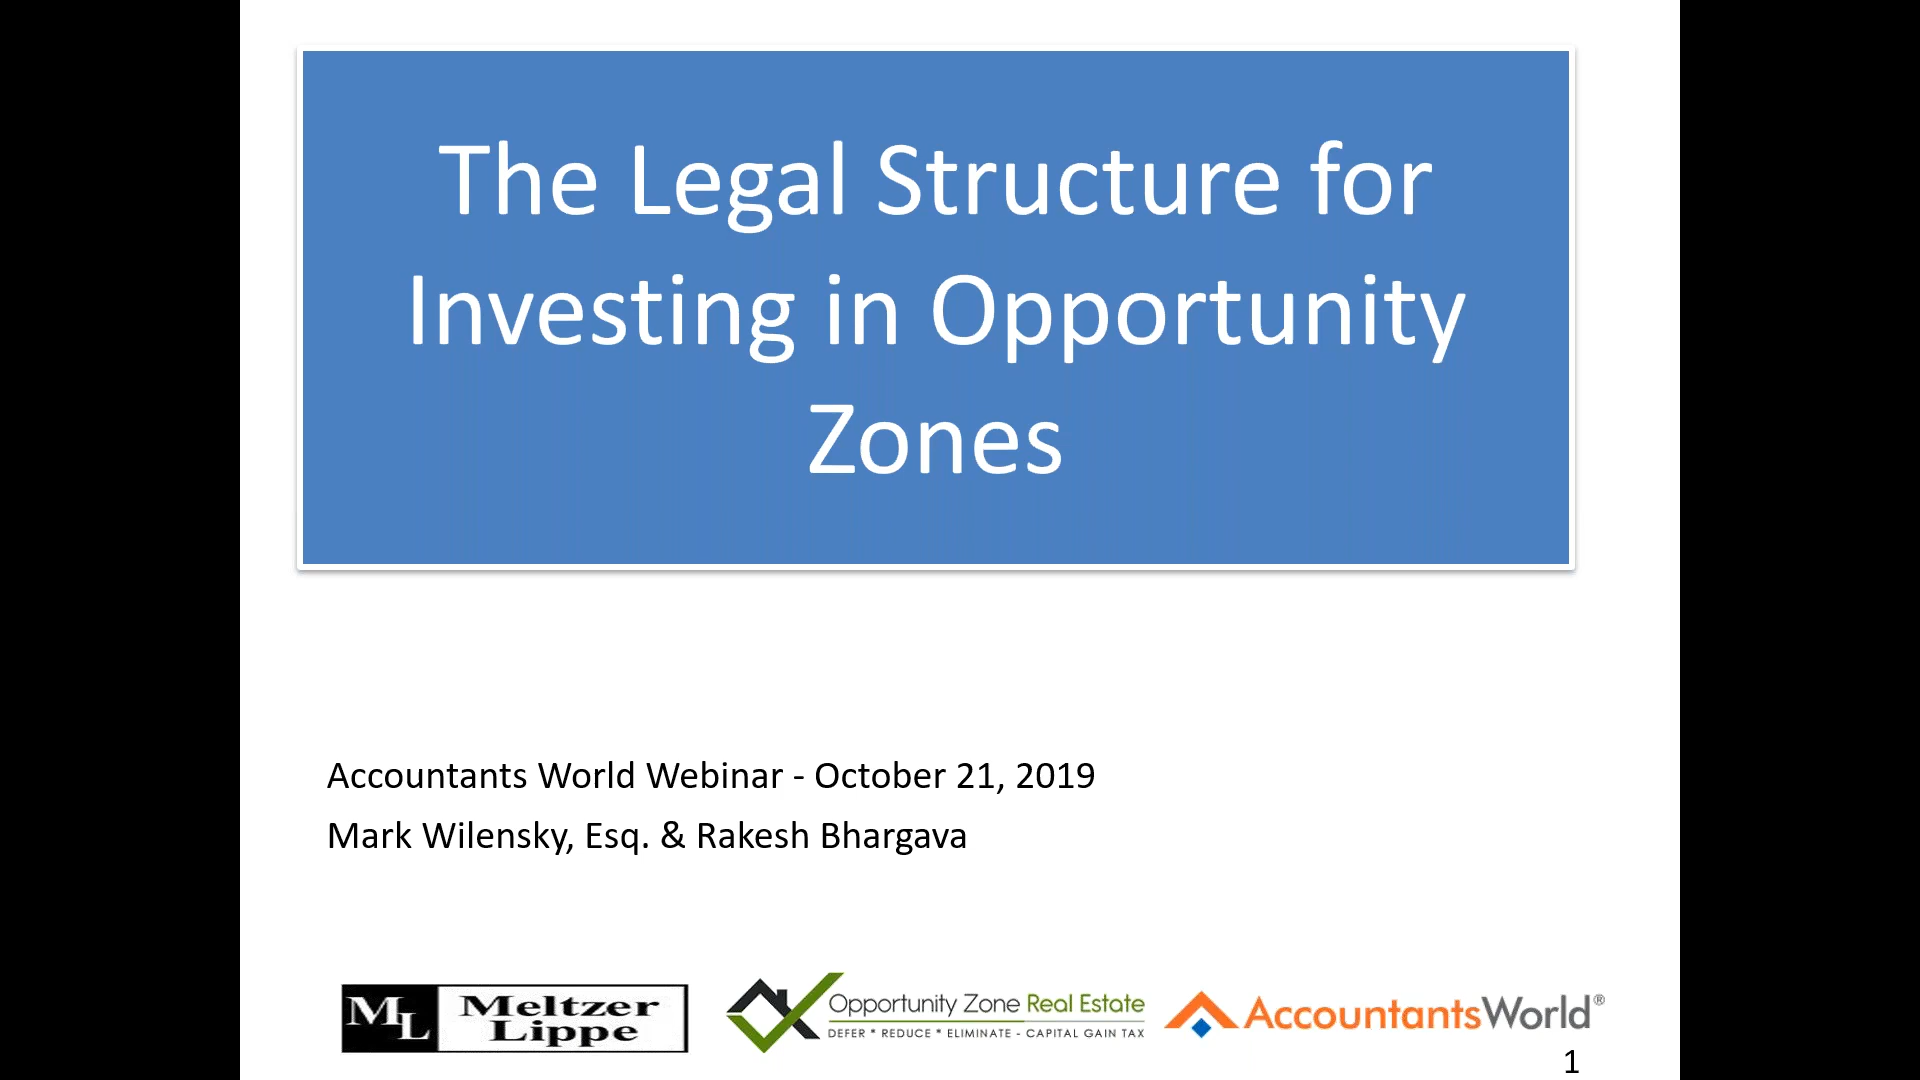 The Legal Structure for
Investing in Opportunity
Zones
Accountants World Webinar - October 21, 2019
Mark Wilensky, Esq. & Rakesh Bhargava
ML Meltzer
Lippe
Opportunity Zone Real Estate
DEFER * REDUCE * ELIMINATE - CAPITAL GAIN TAX
AccountantsWorld®
1